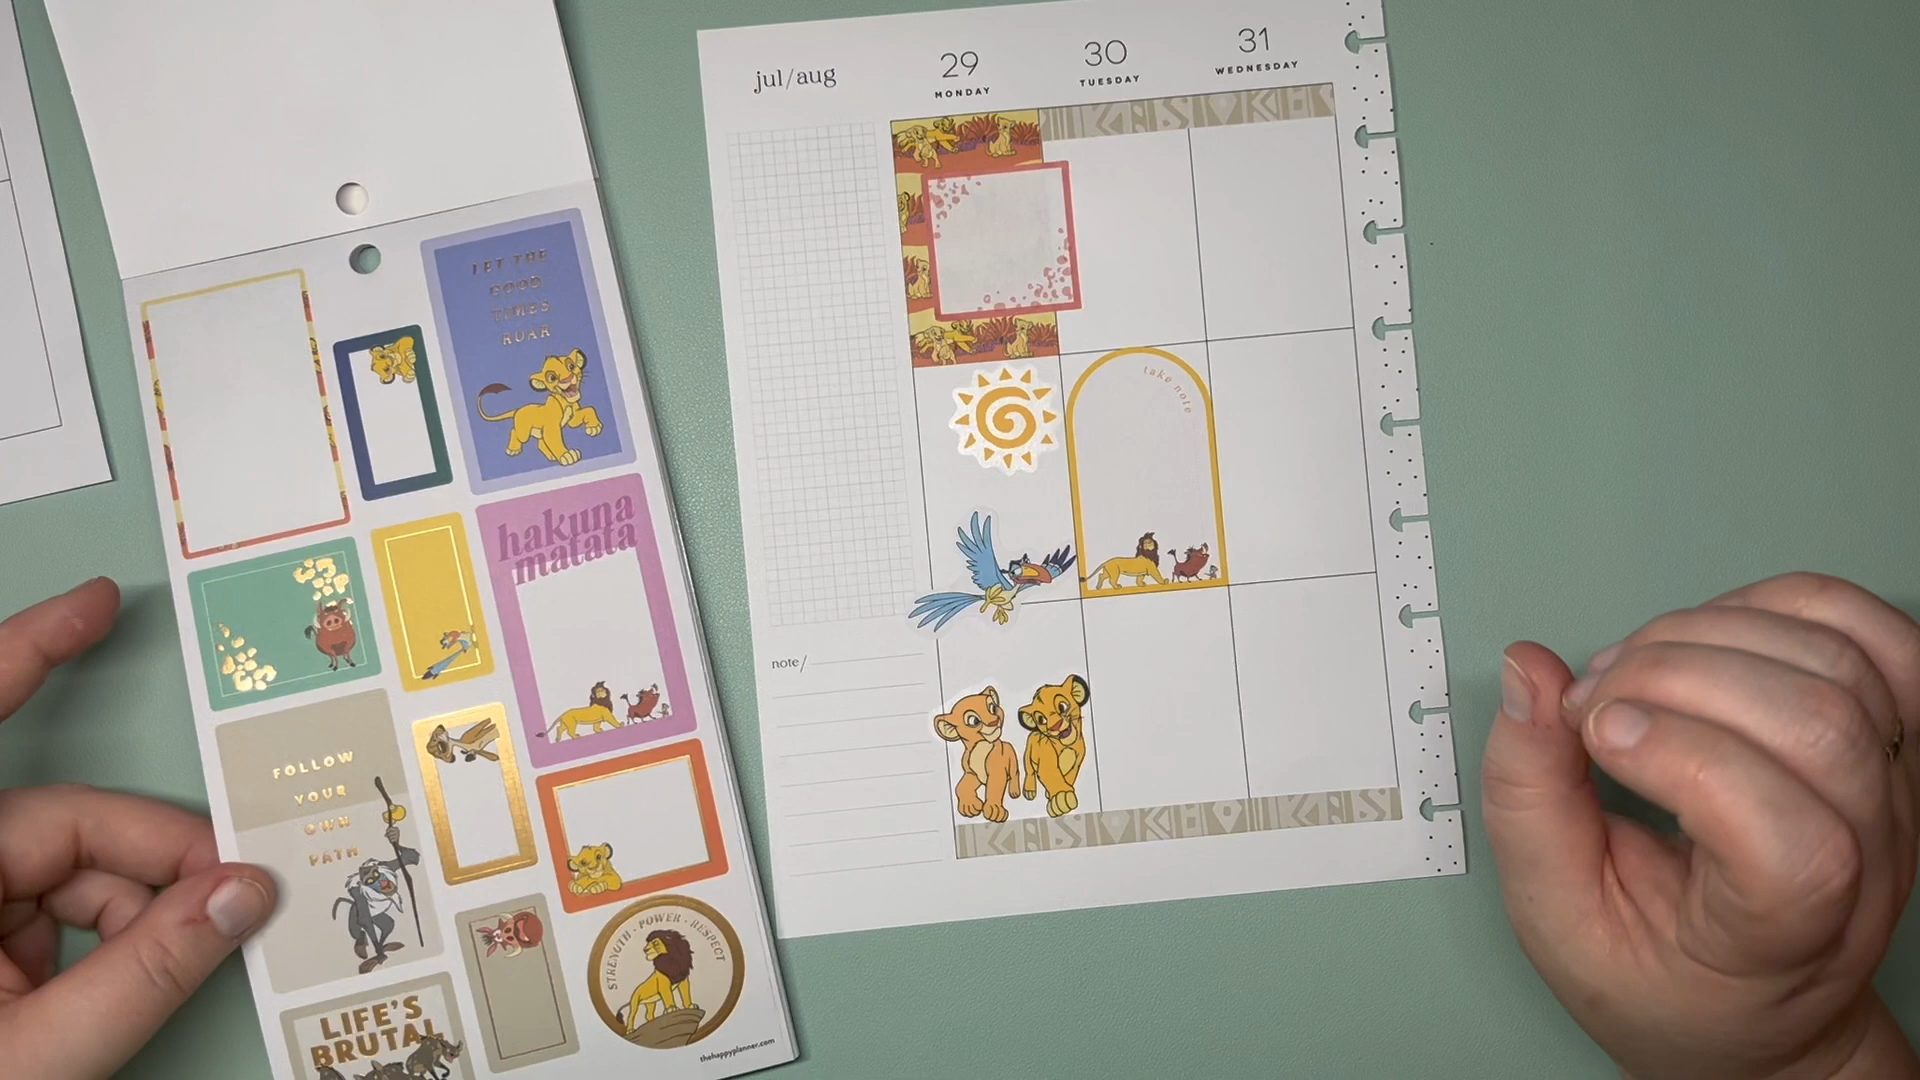 LET THE
GOOD
TIMES
ROAR
hakuna
matata
FOLLOW
YOUR
OWN
PATH
STRENGTH · POWER · RESPECT
LIFE'S
BRUTAL
thehappyplanner.com
jul/aug
29
MONDAY
30
TUESDAY
31
WEDNESDAY
take note
note/